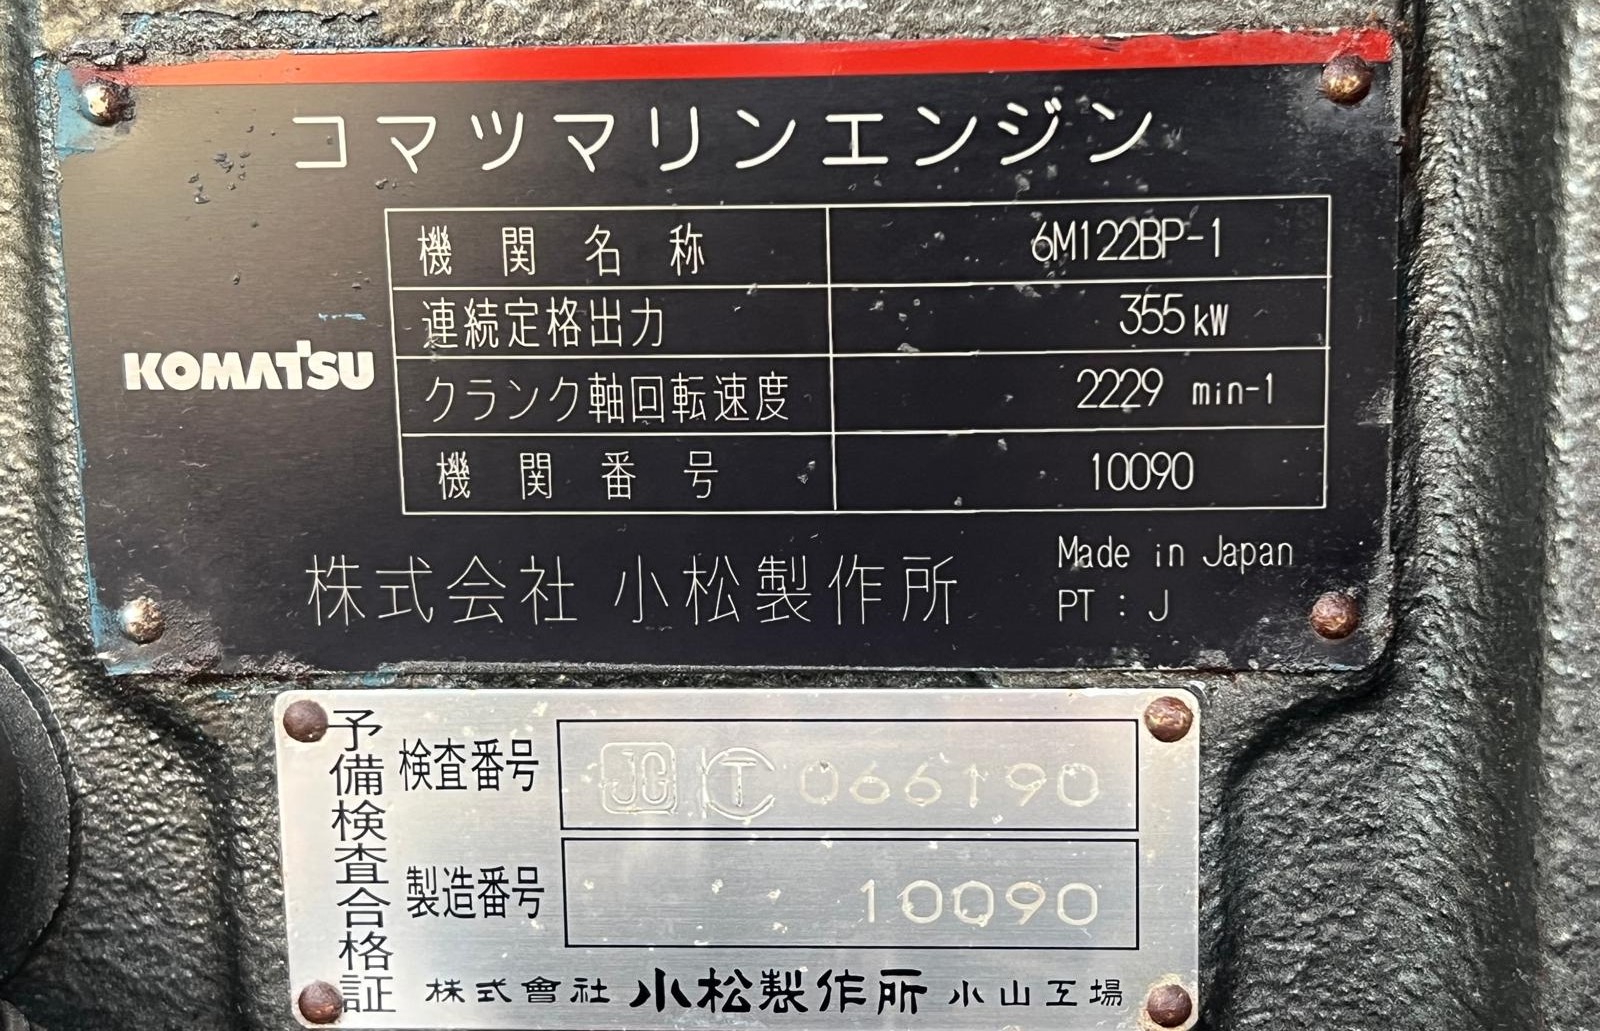 コマツマリンエンジン
機関名称 6M122BP-1
連続定格出力 355kW
KOMATSU
クランク軸回転速度 2229 min-1
機関番号 10090
株式会社 小松製作所
Made in Japan
PT : J
予備検査合格証
検査番号 JG 066190
製造番号 10090
株式會社 小松製作所 小山工場